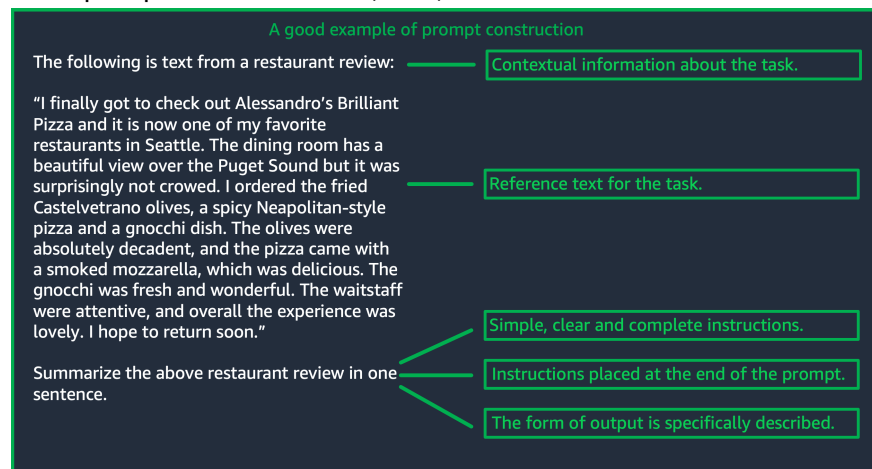 A good example of prompt construction
The following is text from a restaurant review:
Contextual information about the task.
“I finally got to check out Alessandro’s Brilliant
Pizza and it is now one of my favorite
restaurants in Seattle. The dining room has a
beautiful view over the Puget Sound but it was
surprisingly not crowed. I ordered the fried
Castelvetrano olives, a spicy Neapolitan-style
pizza and a gnocchi dish. The olives were
absolutely decadent, and the pizza came with
a smoked mozzarella, which was delicious. The
gnocchi was fresh and wonderful. The waitstaff
were attentive, and overall the experience was
lovely. I hope to return soon.”
Reference text for the task.
Summarize the above restaurant review in one
sentence.
Simple, clear and complete instructions.
Instructions placed at the end of the prompt.
The form of output is specifically described.